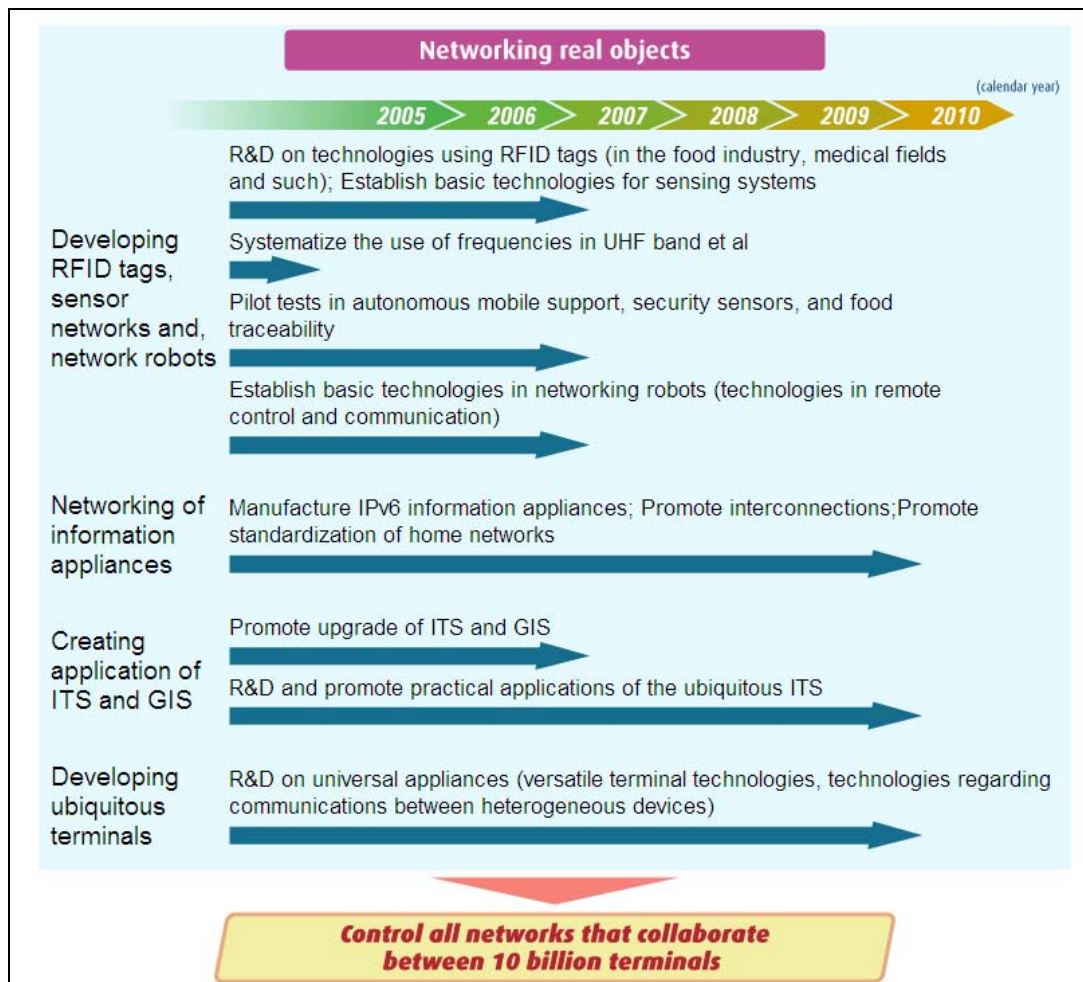 Networking real objects
(calendar year)
2005 2006 2007 2008 2009 2010
Developing
RFID tags,
sensor
networks and,
network robots
R&D on technologies using RFID tags (in the food industry, medical fields
and such); Establish basic technologies for sensing systems
Systematize the use of frequencies in UHF band et al
Pilot tests in autonomous mobile support, security sensors, and food
traceability
Establish basic technologies in networking robots (technologies in remote
control and communication)
Networking of
information
appliances
Manufacture IPv6 information appliances; Promote interconnections;Promote
standardization of home networks
Creating
application of
ITS and GIS
Promote upgrade of ITS and GIS
R&D and promote practical applications of the ubiquitous ITS
Developing
ubiquitous
terminals
R&D on universal appliances (versatile terminal technologies, technologies regarding
communications between heterogeneous devices)
Control all networks that collaborate
between 10 billion terminals